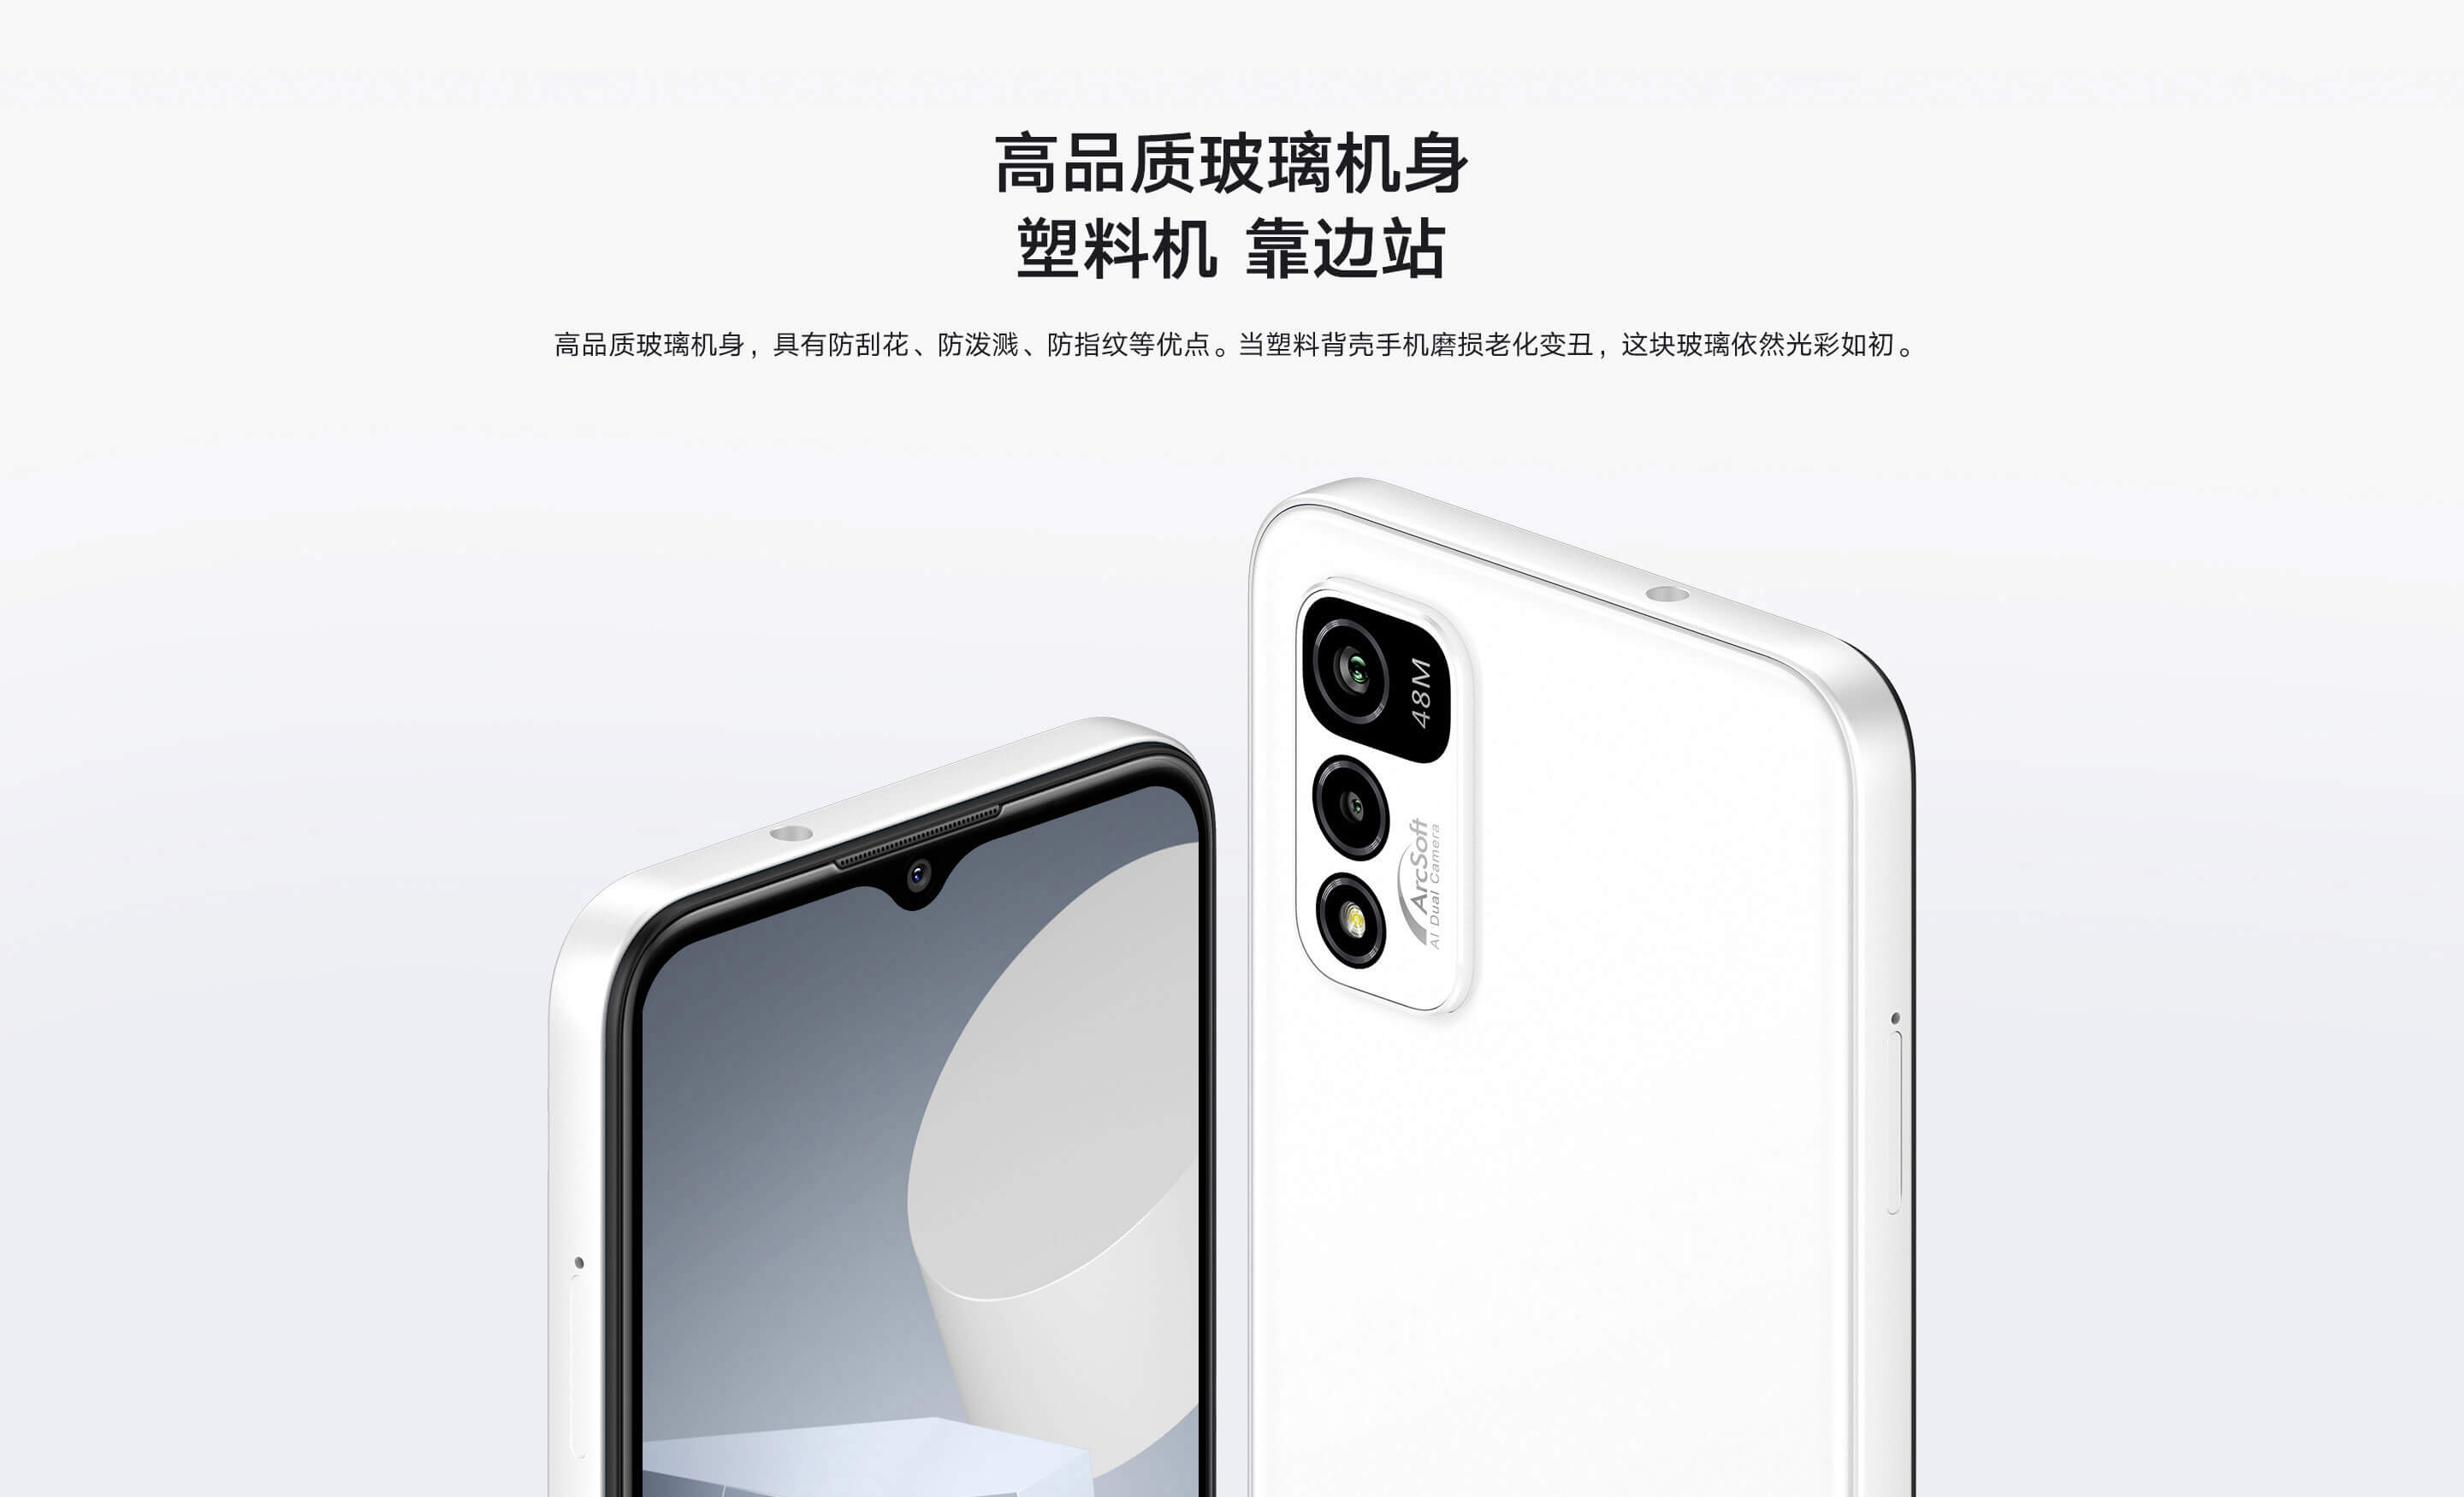 高品质玻璃机身
塑料机 靠边站
高品质玻璃机身，具有防刮花、防泼溅、防指纹等优点。当塑料背壳手机磨损老化变丑，这块玻璃依然光彩如初。
48M
ArcSoft
AI Dual Camera